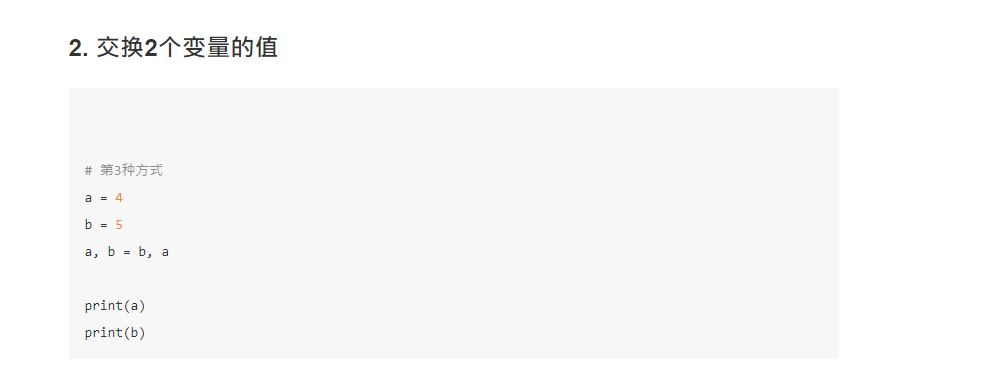 2. 交换2个变量的值
# 第3种方式
a = 4
b = 5
a, b = b, a
print(a)
print(b)